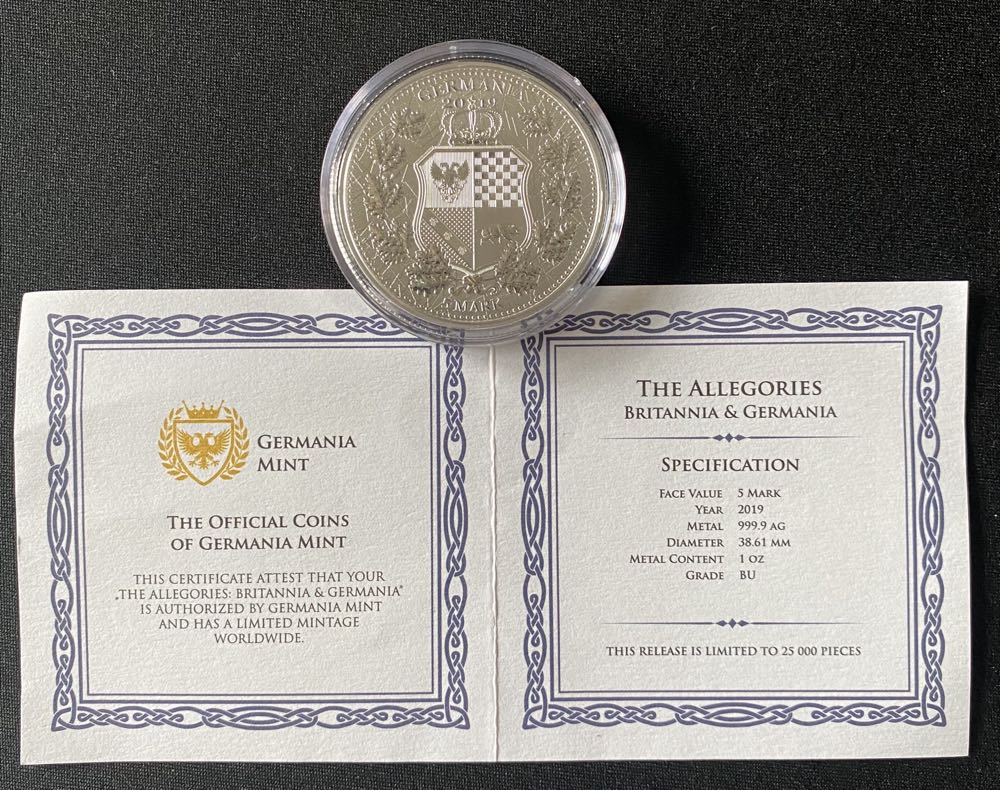 GERMANIA
2019
5 MARK
GERMANIA
MINT
THE OFFICIAL COINS
OF GERMANIA MINT
THIS CERTIFICATE ATTEST THAT YOUR
„THE ALLEGORIES: BRITANNIA & GERMANIA"
IS AUTHORIZED BY GERMANIA MINT
AND HAS A LIMITED MINTAGE
WORLDWIDE.
THE ALLEGORIES
BRITANNIA & GERMANIA
SPECIFICATION
FACE VALUE 5 MARK
YEAR 2019
METAL 999.9 AG
DIAMETER 38.61 MM
METAL CONTENT 1 OZ
GRADE BU
THIS RELEASE IS LIMITED TO 25 000 PIECES